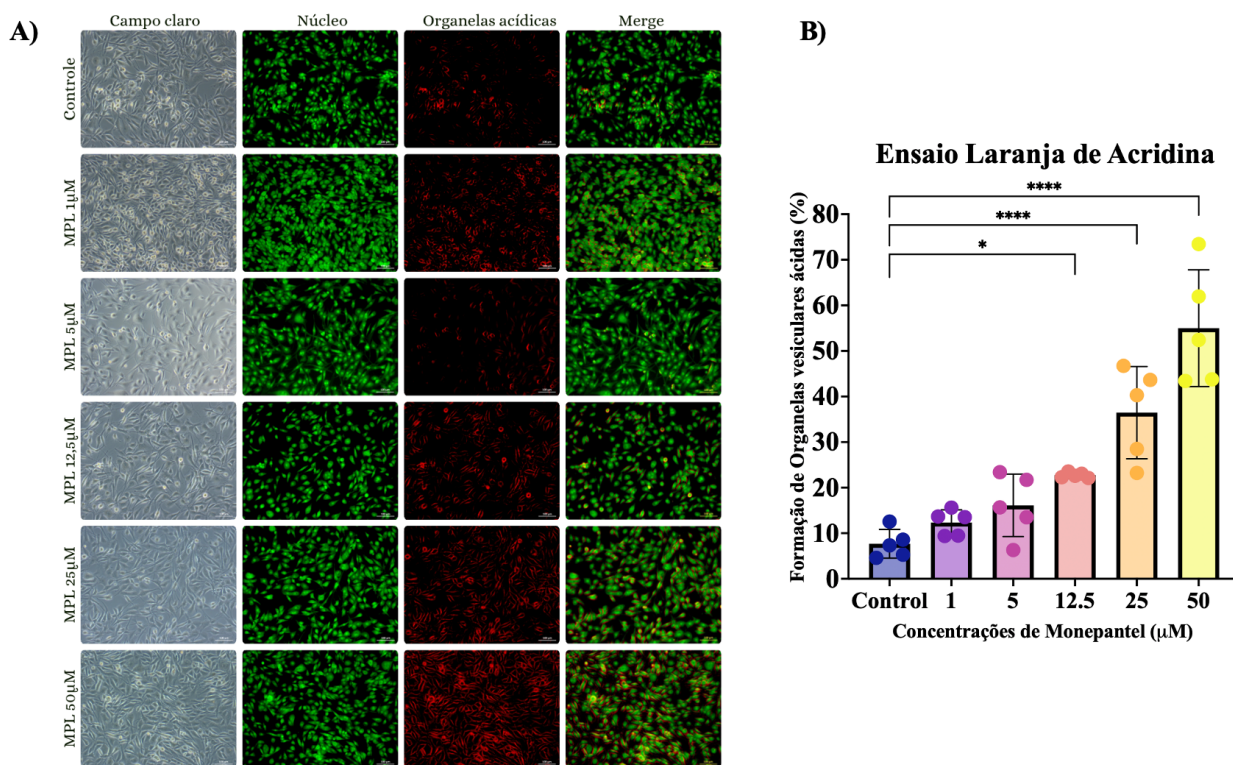 A)
Campo claro Núcleo Organelas acídicas Merge
Controle
MPL 1µM
MPL 5µM
MPL 12,5µM
MPL 25µM
MPL 50µM
B)
Ensaio Laranja de Acridina
****
****
*
Formação de Organelas vesiculares ácidas (%)
80
70
60
50
40
30
20
10
0
Control 1 5 12.5 25 50
Concentrações de Monepantel (µM)